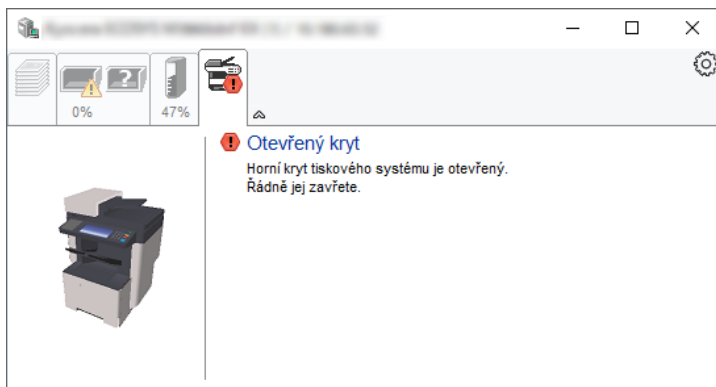 0%
47%
Otevřený kryt
Horní kryt tiskového systému je otevřený.
Řádně jej zavřete.